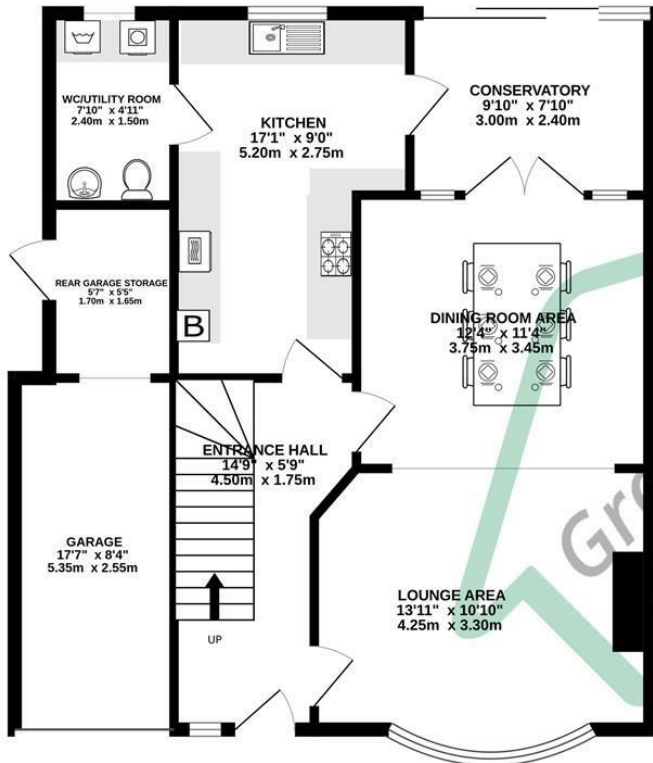 WC/UTILITY ROOM
7'10" x 4'11"
2.40m x 1.50m
KITCHEN
17'1" x 9'0"
5.20m x 2.75m
CONSERVATORY
9'10" x 7'10"
3.00m x 2.40m
REAR GARAGE STORAGE
5'7" x 5'5"
1.70m x 1.65m
B
DINING ROOM AREA
12'4" x 11'4"
3.75m x 3.45m
ENTRANCE HALL
14'9" x 5'9"
4.50m x 1.75m
GARAGE
17'7" x 8'4"
5.35m x 2.55m
LOUNGE AREA
13'11" x 10'10"
4.25m x 3.30m
UP
Gre